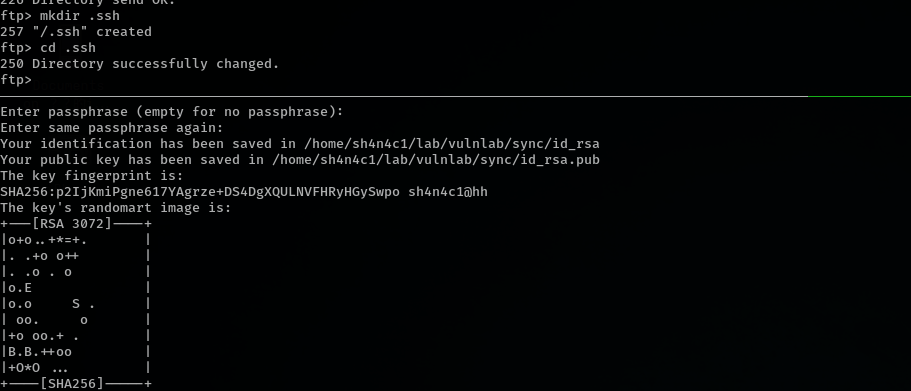 226 Directory send OK.
ftp> mkdir .ssh
257 "/.ssh" created
ftp> cd .ssh
250 Directory successfully changed.
ftp>
Enter passphrase (empty for no passphrase):
Enter same passphrase again:
Your identification has been saved in /home/sh4n4c1/lab/vulnlab/sync/id_rsa
Your public key has been saved in /home/sh4n4c1/lab/vulnlab/sync/id_rsa.pub
The key fingerprint is:
SHA256:p2IjKmiPgne617YAgrze+DS4DgXQULNVFHRyHGySwpo sh4n4c1@hh
The key's randomart image is:
+---[RSA 3072]----+
|o+o..+*=+.       |
|. .+o o++        |
|. .o . o         |
|o.E              |
|o.o     S .      |
| oo.     o       |
|+o oo.+ .        |
|B.B.++oo         |
|+O*O ...         |
+----[SHA256]-----+